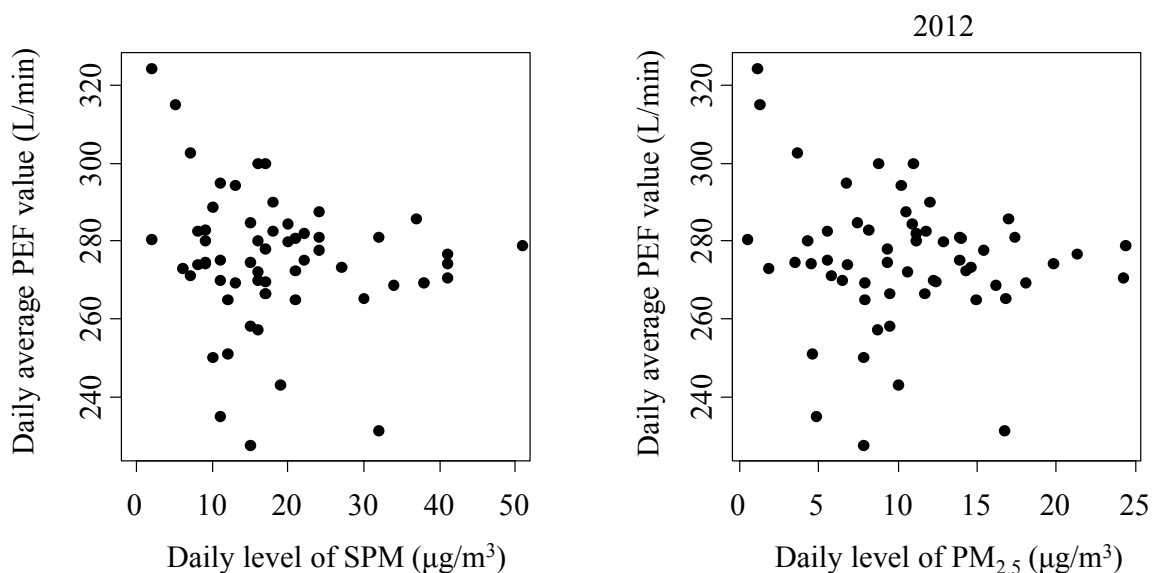 2012
Daily average PEF value (L/min)
320
300
280
260
240
0 10 20 30 40 50
Daily level of SPM (μg/m³)
Daily average PEF value (L/min)
320
300
280
260
240
0 5 10 15 20 25
Daily level of PM₂.₅ (μg/m³)